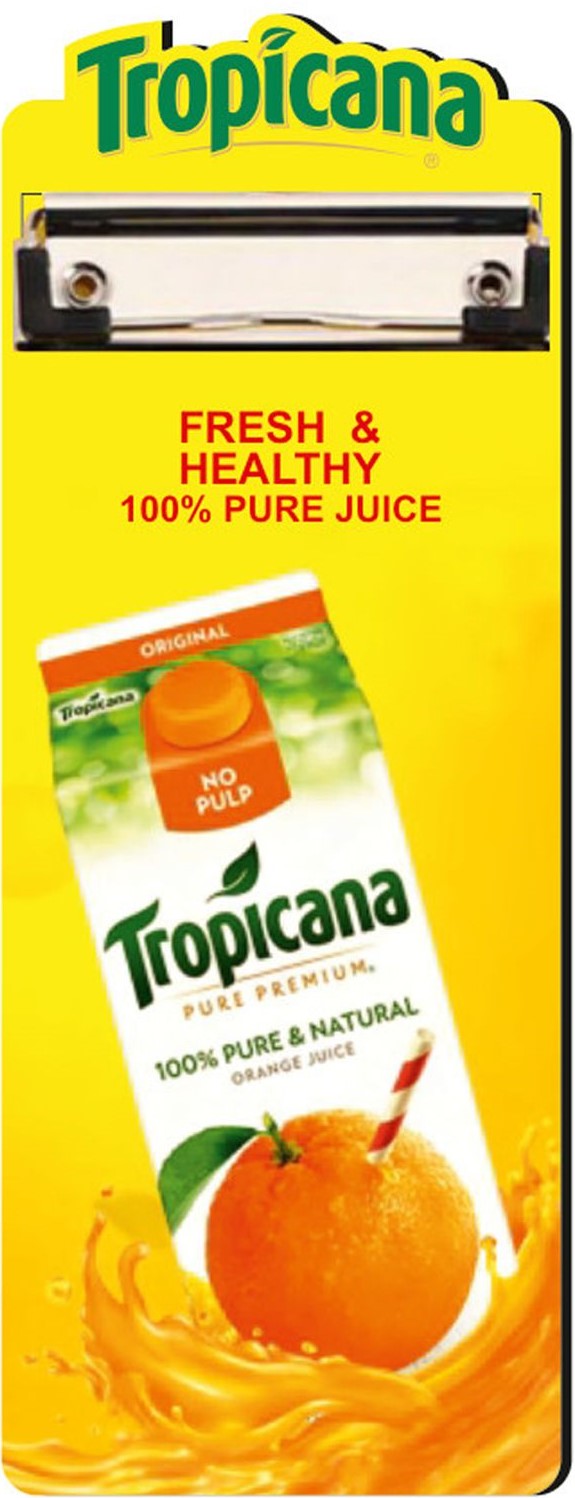 Tropicana
®
FRESH &
HEALTHY
100% PURE JUICE
ORIGINAL
Tropicana
NO
PULP
Tropicana
PURE PREMIUM®
100% PURE & NATURAL
ORANGE JUICE